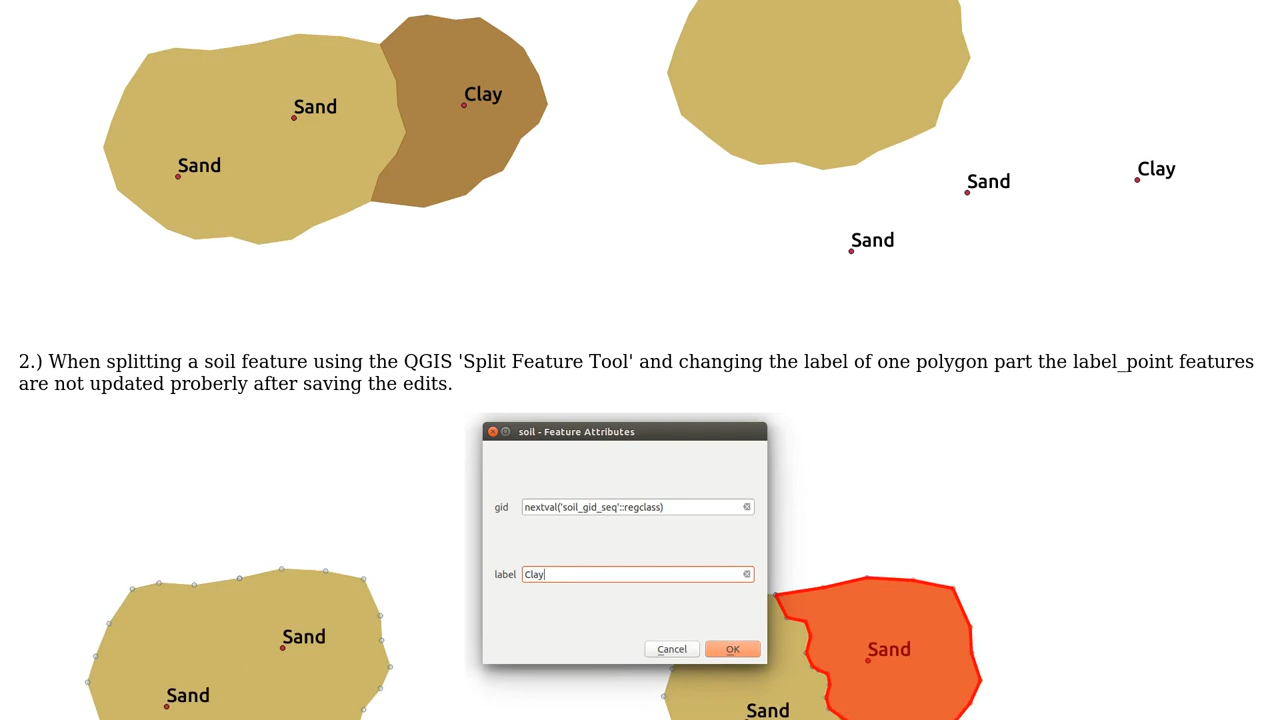 Sand
Clay
Sand
Clay
Sand
Sand
2.) When splitting a soil feature using the QGIS 'Split Feature Tool' and changing the label of one polygon part the label_point features
are not updated proberly after saving the edits.
soil - Feature Attributes
gid nextval('soil_gid_seq'::regclass)
label Clay
Cancel OK
Sand
Sand
Sand
Sand